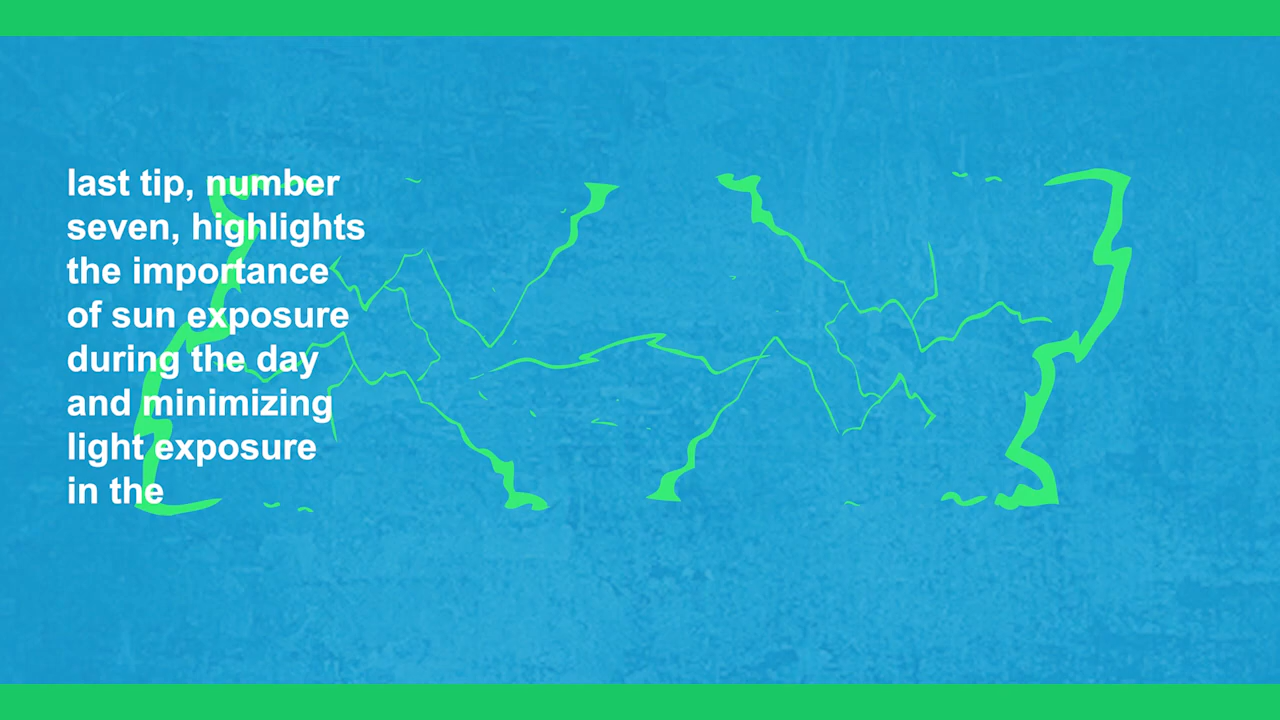 last tip, number
seven, highlights
the importance
of sun exposure
during the day
and minimizing
light exposure
in the